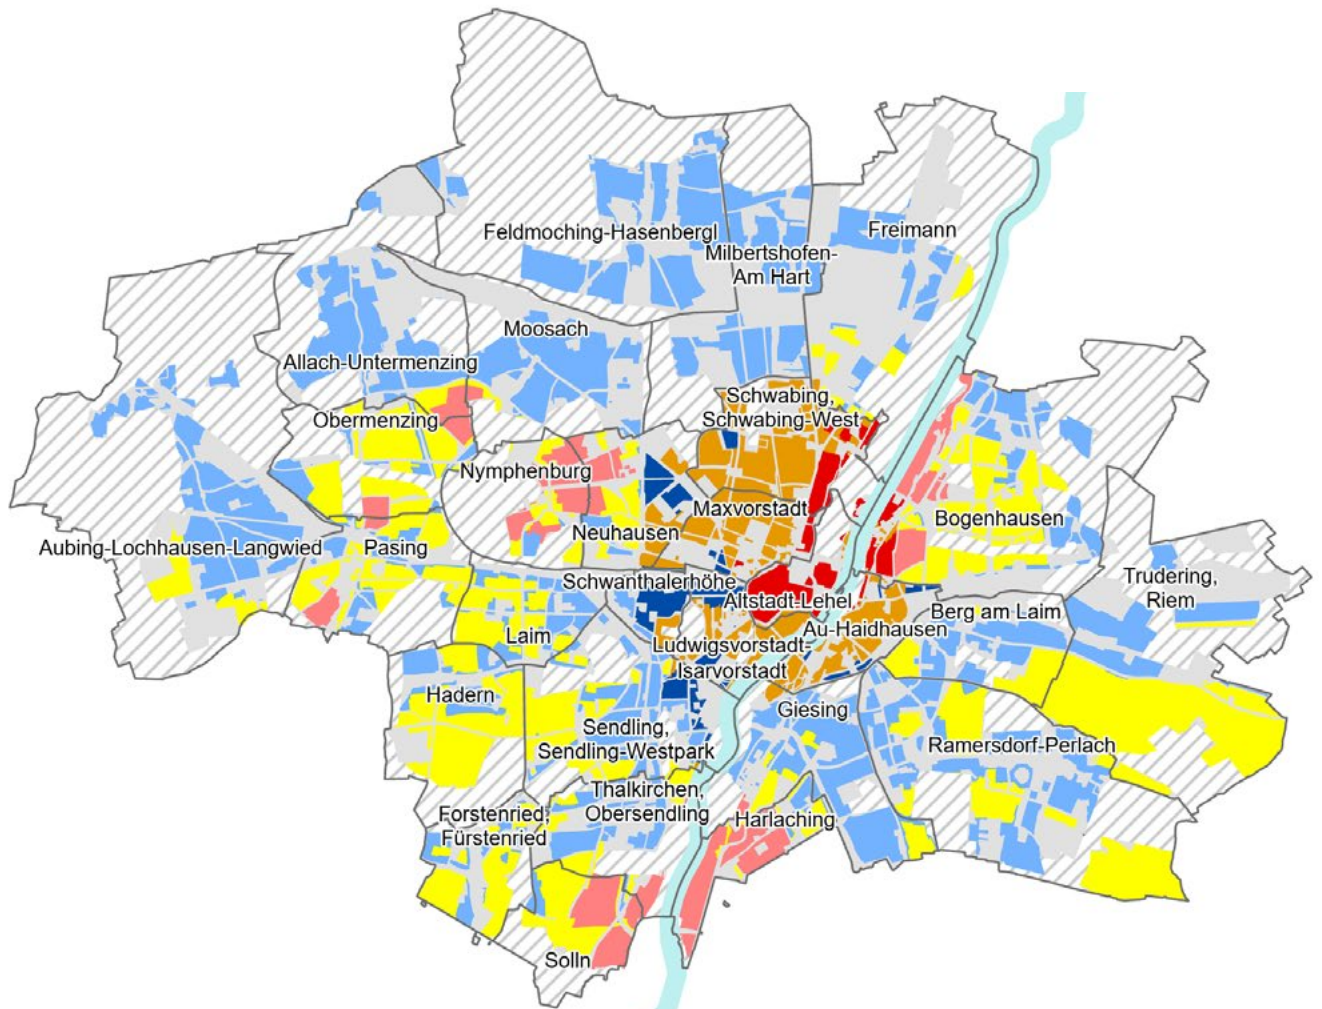 Feldmoching-Hasenbergl
Freimann
Milbertshofen-
Am Hart
Moosach
Allach-Untermenzing
Schwabing,
Schwabing-West
Obermenzing
Nymphenburg
Maxvorstadt
Bogenhausen
Neuhausen
Aubing-Lochhausen-Langwied
Pasing
Schwanthalerhöhe
Trudering,
Riem
Altstadt-Lehel
Berg am Laim
Au-Haidhausen
Laim
Ludwigsvorstadt-
Isarvorstadt
Hadern
Giesing
Sendling,
Sendling-Westpark
Ramersdorf-Perlach
Thalkirchen,
Obersendling
Forstenried,
Fürstenried
Harlaching
Solln